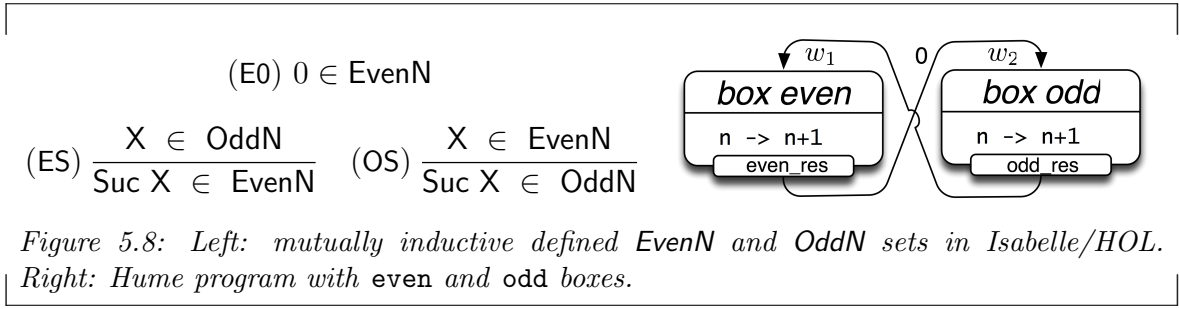 (E0) 0 ∈ EvenN
(ES) X ∈ OddN
Suc X ∈ EvenN
(OS) X ∈ EvenN
Suc X ∈ OddN
w₁
0
w₂
box even
n -> n+1
even_res
box odd
n -> n+1
odd_res
Figure 5.8: Left: mutually inductive defined EvenN and OddN sets in Isabelle/HOL.
Right: Hume program with even and odd boxes.